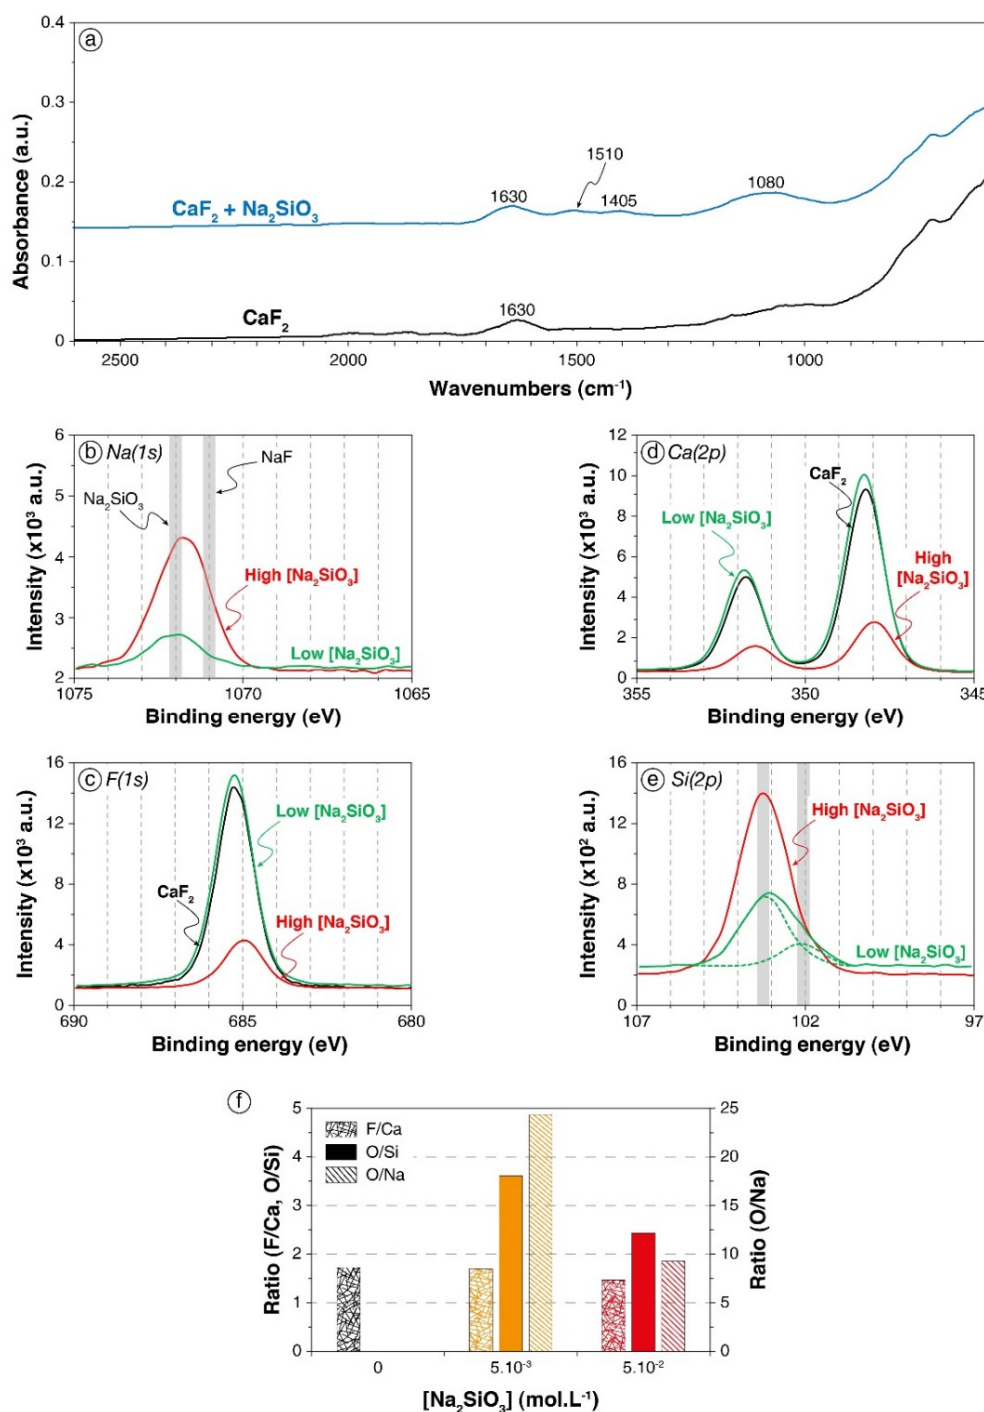 ⓐ
Absorbance (a.u.)
0.4
0.3
0.2
0.1
0
1510
1630
1405
1080
CaF₂ + Na₂SiO₃
1630
CaF₂
2500 2000 1500 1000
Wavenumbers (cm⁻¹)
ⓑ Na(1s)
Intensity (x10³ a.u.)
6
5
4
3
2
NaF
Na₂SiO₃
High [Na₂SiO₃]
Low [Na₂SiO₃]
1075 1070 1065
Binding energy (eV)
ⓓ Ca(2p)
Intensity (x10³ a.u.)
12
10
8
6
4
2
0
CaF₂
Low [Na₂SiO₃]
High
[Na₂SiO₃]
355 350 345
Binding energy (eV)
ⓒ F(1s)
Intensity (x10³ a.u.)
16
12
8
4
0
Low [Na₂SiO₃]
CaF₂
High [Na₂SiO₃]
690 685 680
Binding energy (eV)
ⓔ Si(2p)
Intensity (x10² a.u.)
16
12
8
4
0
High [Na₂SiO₃]
Low [Na₂SiO₃]
107 102 97
Binding energy (eV)
ⓕ
Ratio (F/Ca, O/Si)
5
4
3
2
1
0
F/Ca
O/Si
O/Na
25
20
15
10
5
0
Ratio (O/Na)
0 5.10⁻³ 5.10⁻²
[Na₂SiO₃] (mol.L⁻¹)